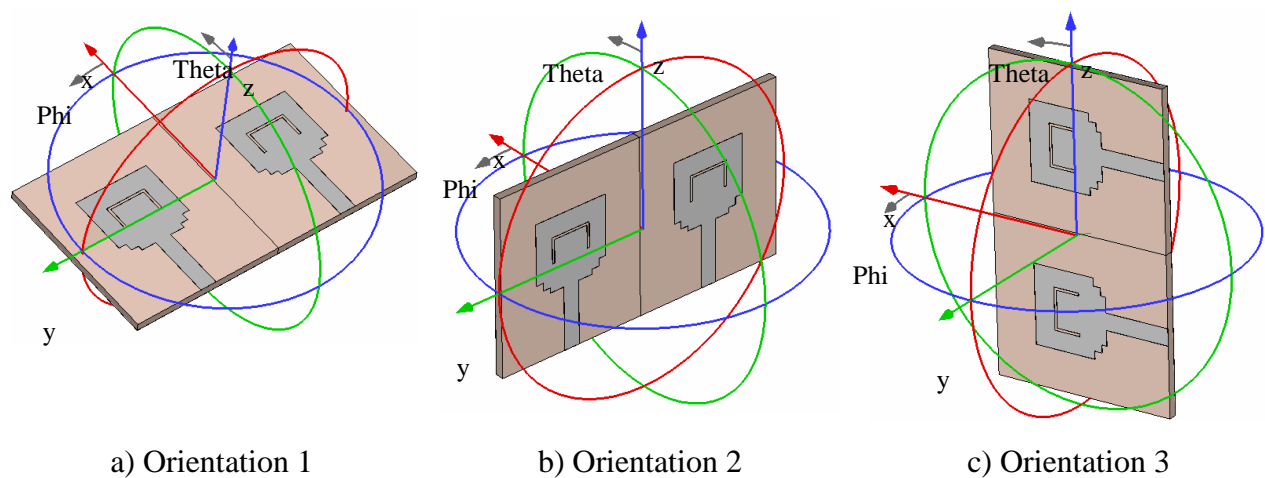 x
Theta
z
Phi
y
Theta
z
x
Phi
y
Theta
z
x
Phi
y
a) Orientation 1
b) Orientation 2
c) Orientation 3